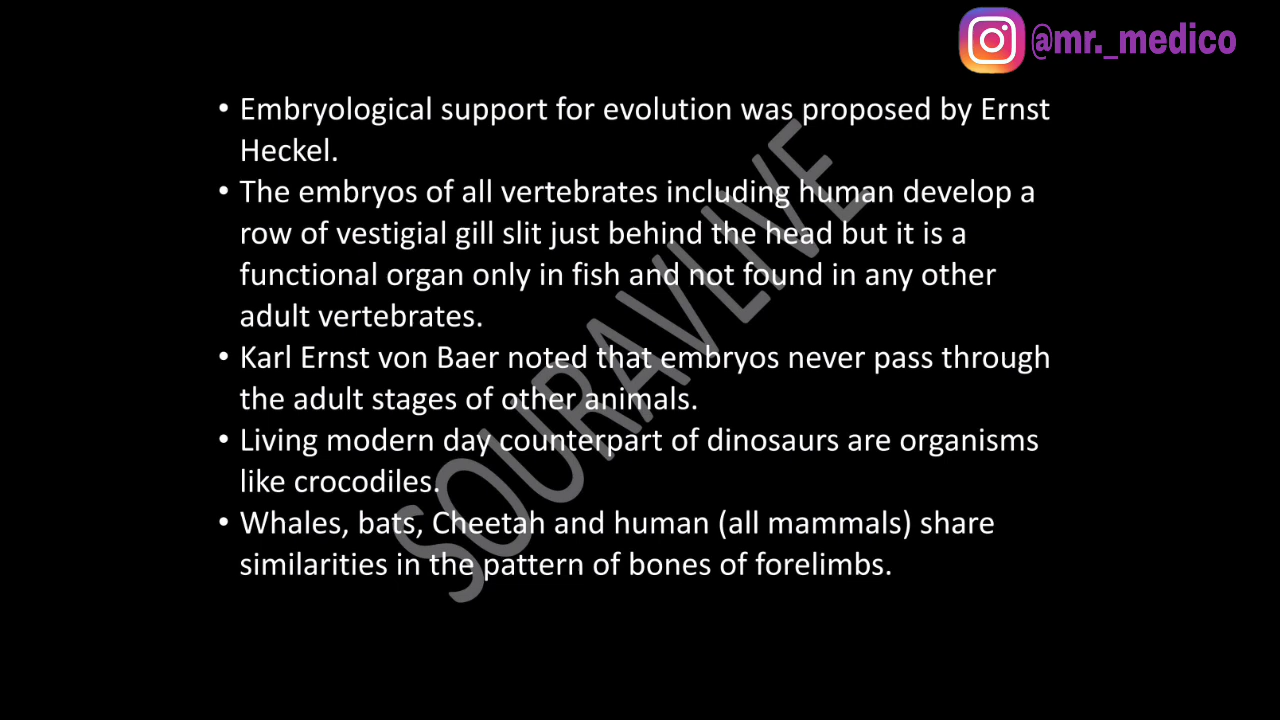 @mr._medico
• Embryological support for evolution was proposed by Ernst
Heckel.
• The embryos of all vertebrates including human develop a
row of vestigial gill slit just behind the head but it is a
functional organ only in fish and not found in any other
adult vertebrates.
• Karl Ernst von Baer noted that embryos never pass through
the adult stages of other animals.
• Living modern day counterpart of dinosaurs are organisms
like crocodiles.
• Whales, bats, Cheetah and human (all mammals) share
similarities in the pattern of bones of forelimbs.
SOURAVLIVE